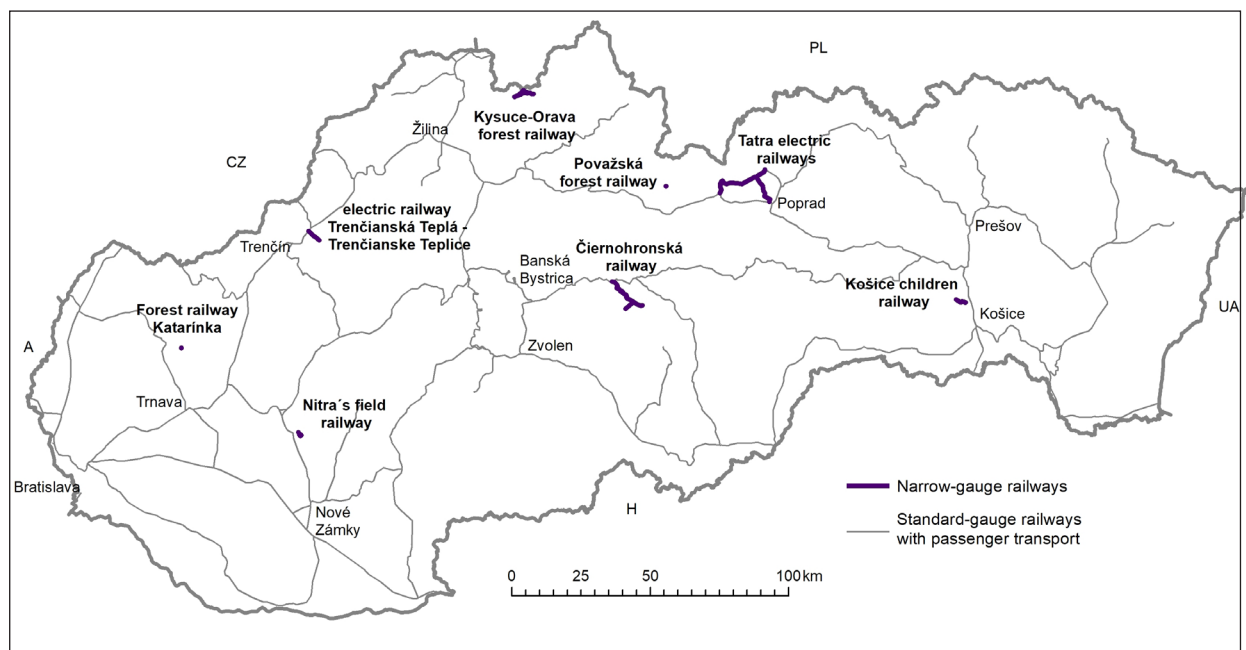 PL
Kysuce-Orava
forest railway
Žilina
Tatra electric
railways
CZ
Považská
forest railway
Poprad
electric railway
Trenčianská Teplá -
Trenčianske Teplice
Trenčín
Prešov
Čiernohronská
railway
Banská
Bystrica
Košice children
railway
Forest railway
Katarínka
Košice
UA
A
Zvolen
Trnava
Nitra´s field
railway
Bratislava
Nové
Zámky
H
Narrow-gauge railways
Standard-gauge railways
with passenger transport
0 25 50 100 km